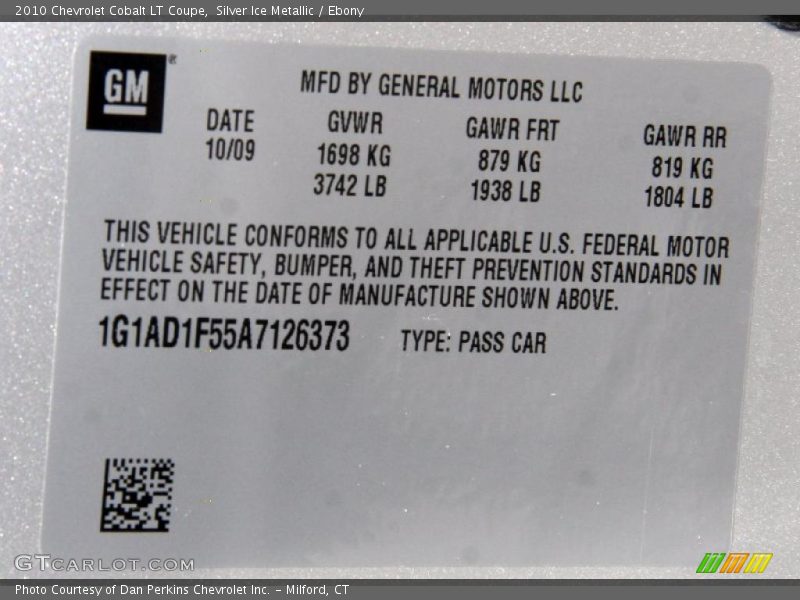 2010 Chevrolet Cobalt LT Coupe, Silver Ice Metallic / Ebony
GM ®
MFD BY GENERAL MOTORS LLC
DATE GVWR GAWR FRT GAWR RR
10/09 1698 KG 879 KG 819 KG
3742 LB 1938 LB 1804 LB
THIS VEHICLE CONFORMS TO ALL APPLICABLE U.S. FEDERAL MOTOR
VEHICLE SAFETY, BUMPER, AND THEFT PREVENTION STANDARDS IN
EFFECT ON THE DATE OF MANUFACTURE SHOWN ABOVE.
1G1AD1F55A7126373 TYPE: PASS CAR
GTCARLOT.COM
Photo Courtesy of Dan Perkins Chevrolet Inc. - Milford, CT